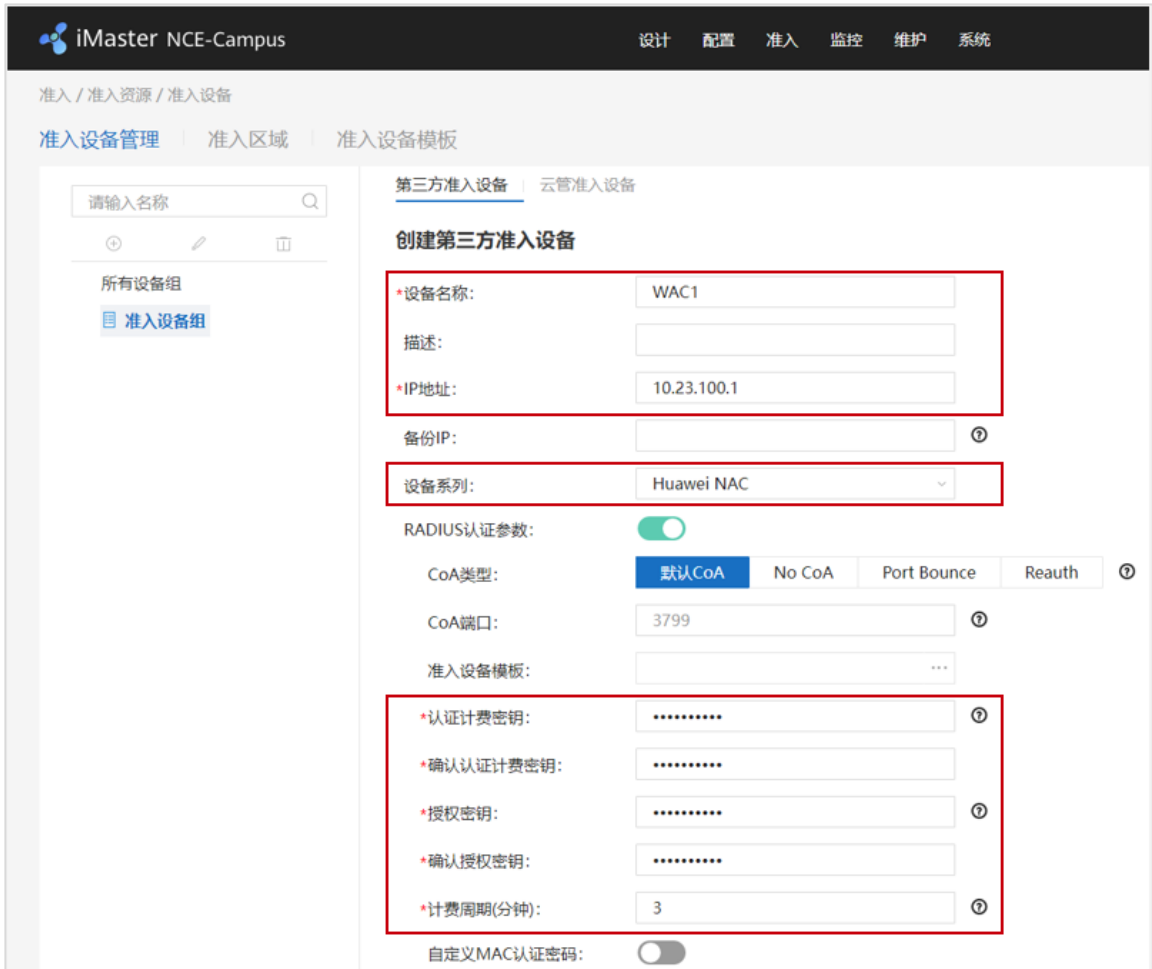 iMaster NCE-Campus 设计 配置 准入 监控 维护 系统
准入 / 准入资源 / 准入设备
准入设备管理 准入区域 准入设备模板
请输入名称
所有设备组
准入设备组
第三方准入设备 云管准入设备
创建第三方准入设备
*设备名称: WAC1
描述:
*IP地址: 10.23.100.1
备份IP:
设备系列: Huawei NAC
RADIUS认证参数:
CoA类型: 默认CoA No CoA Port Bounce Reauth
CoA端口: 3799
准入设备模板: ...
*认证计费密钥: ••••••••••
*确认认证计费密钥: ••••••••••
*授权密钥: ••••••••••
*确认授权密钥: ••••••••••
*计费周期(分钟): 3
自定义MAC认证密码: